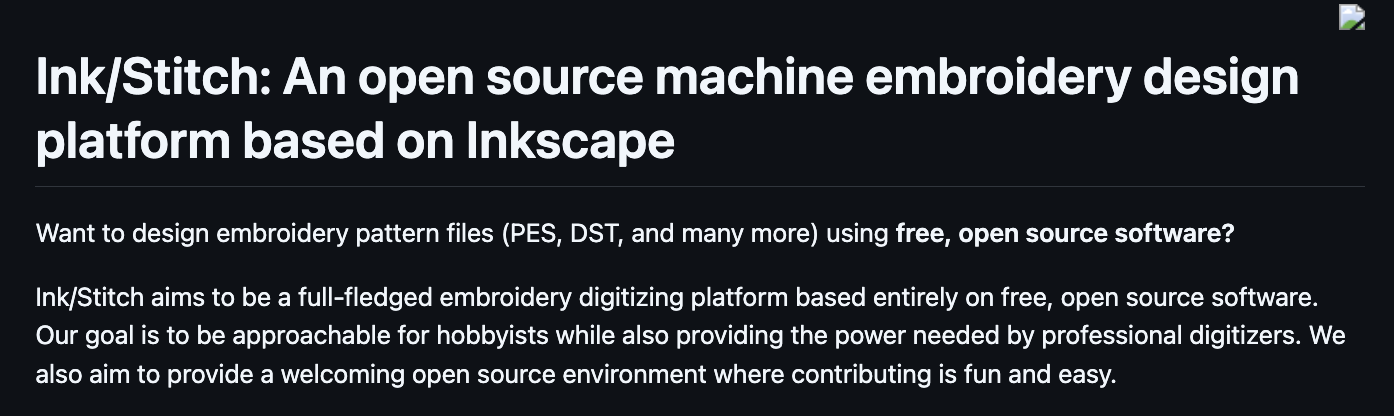 Ink/Stitch: An open source machine embroidery design
platform based on Inkscape
Want to design embroidery pattern files (PES, DST, and many more) using free, open source software?
Ink/Stitch aims to be a full-fledged embroidery digitizing platform based entirely on free, open source software.
Our goal is to be approachable for hobbyists while also providing the power needed by professional digitizers. We
also aim to provide a welcoming open source environment where contributing is fun and easy.